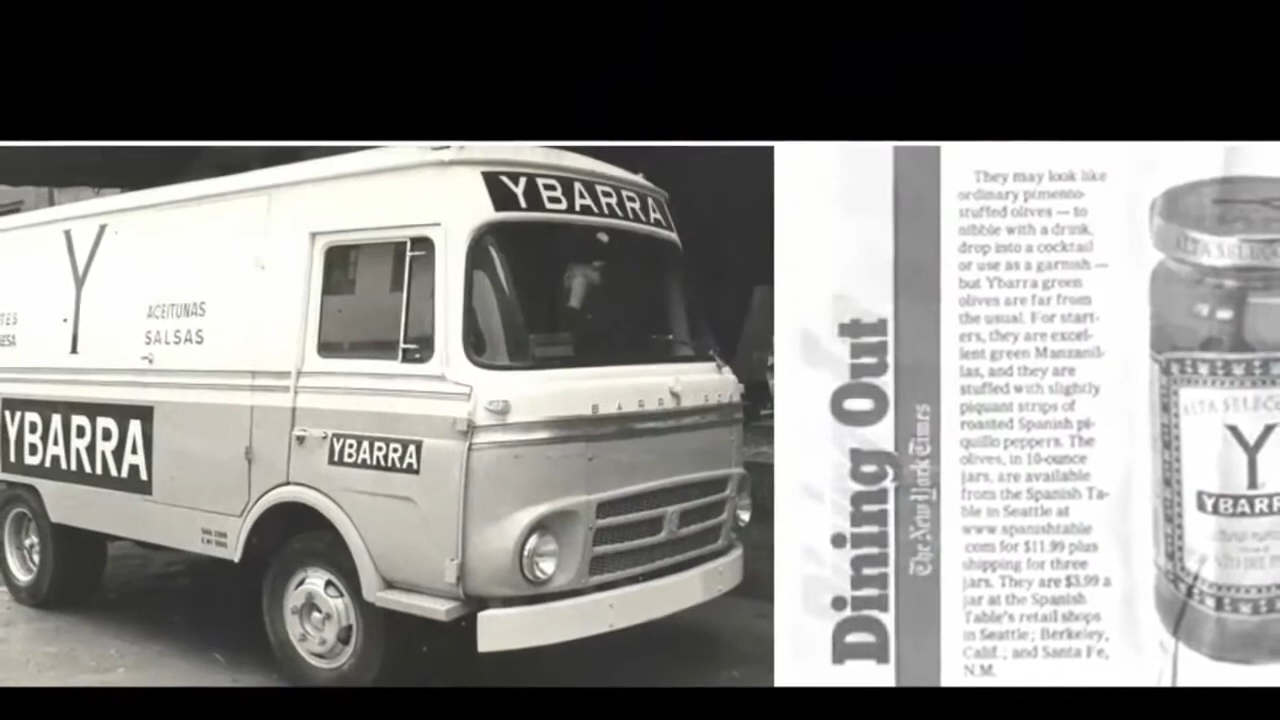 YBARRA
Y
ACEITUNAS
SALSAS
YBARRA
YBARRA
Dining Out
The New York Times
They may look like
ordinary pimento-
stuffed olives — to
nibble with a drink,
drop into a cocktail
or use as a garnish —
but Ybarra green
olives are far from
the usual. For start-
ers, they are excel-
lent green Manzanil-
las, and they are
stuffed with slightly
piquant strips of
roasted Spanish pi-
quillo peppers. The
olives, in 10-ounce
jars, are available
from the Spanish Ta-
ble in Seattle at
www.spanishtable
.com for $11.99 plus
shipping for three
jars. They are $3.99 a
jar at the Spanish
Table's retail shops
in Seattle; Berkeley,
Calif.; and Santa Fe,
N.M.
ALTA SELEC
Y
YBARR